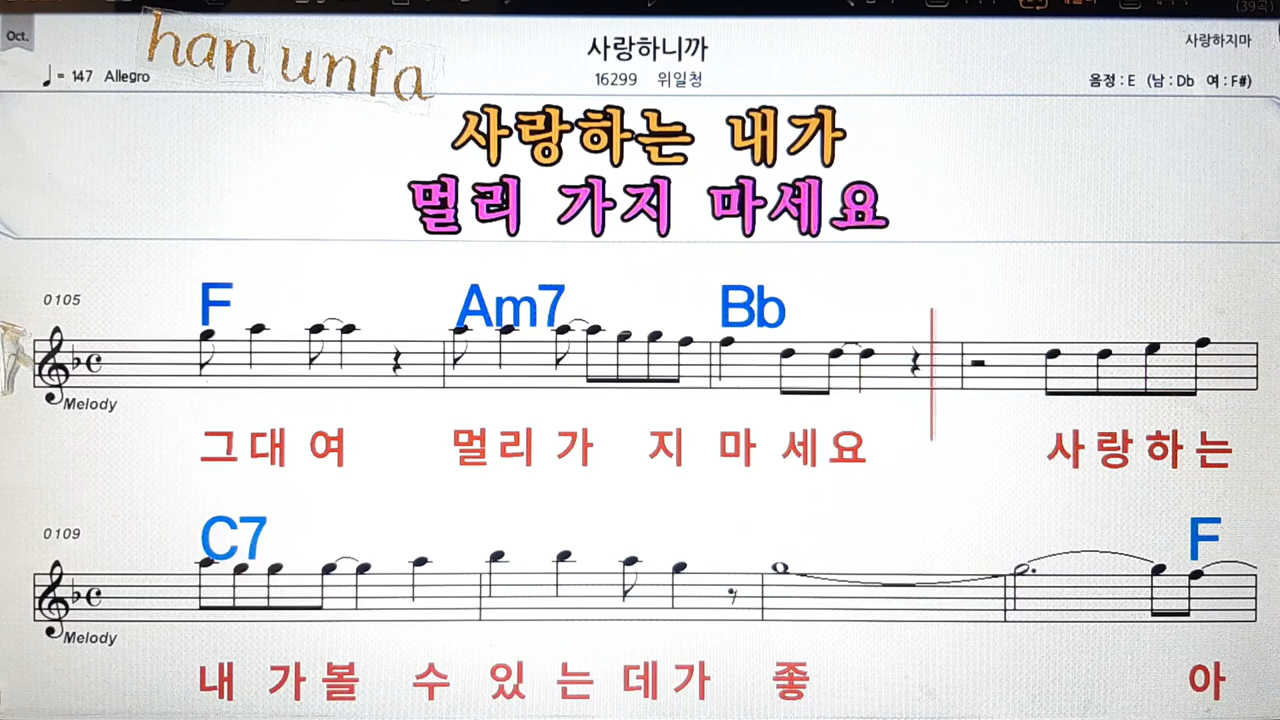 (39곡)
Oct.
han unfa
사랑하니까
사랑하지마
♩= 147 Allegro
16299 위일청
음정 : E (남 : Db 여 : F#)
사랑하는 내가
멀리 가지 마세요
0105
F Am7 Bb
Melody
그대여 멀리가 지 마 세요 사랑하는
0109
C7 F
Melody
내 가볼 수 있 는 데가 좋 아